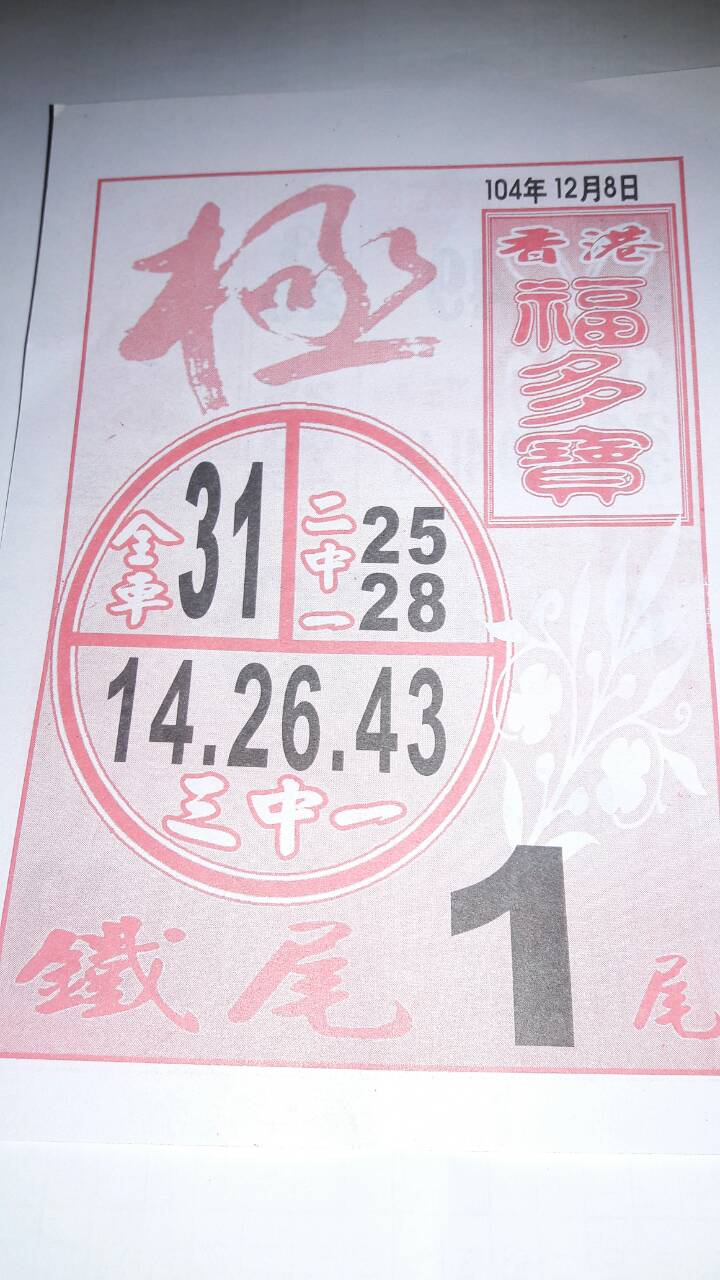 104年 12月8日
極
香港
福多寶
全車
31
二中一
25
28
14.26.43
三中一
鐵尾
1
尾